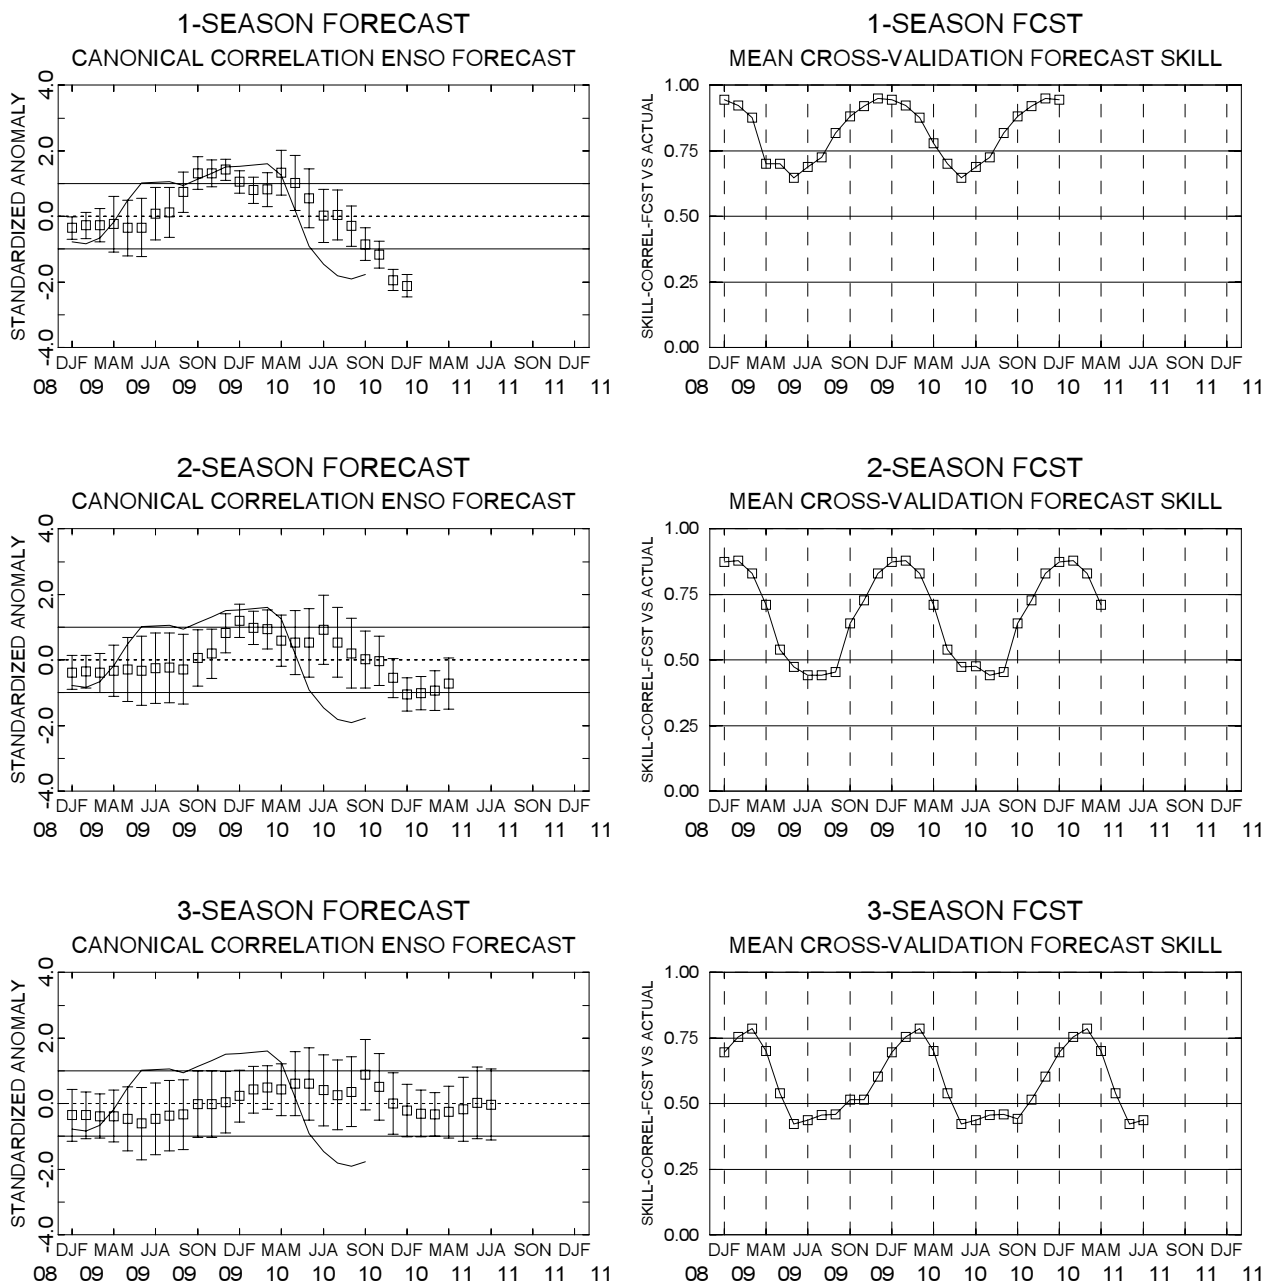 1-SEASON FORECAST
CANONICAL CORRELATION ENSO FORECAST
STANDARDIZED ANOMALY
4.0
2.0
0.0
-2.0
-4.0
DJF MAM JJA SON DJF MAM JJA SON DJF MAM JJA SON DJF
08 09 09 09 09 10 10 10 10 11 11 11 11
1-SEASON FCST
MEAN CROSS-VALIDATION FORECAST SKILL
SKILL-CORREL-FCST VS ACTUAL
1.00
0.75
0.50
0.25
0.00
DJF MAM JJA SON DJF MAM JJA SON DJF MAM JJA SON DJF
08 09 09 09 09 10 10 10 10 11 11 11 11
2-SEASON FORECAST
CANONICAL CORRELATION ENSO FORECAST
STANDARDIZED ANOMALY
4.0
2.0
0.0
-2.0
-4.0
DJF MAM JJA SON DJF MAM JJA SON DJF MAM JJA SON DJF
08 09 09 09 09 10 10 10 10 11 11 11 11
2-SEASON FCST
MEAN CROSS-VALIDATION FORECAST SKILL
SKILL-CORREL-FCST VS ACTUAL
1.00
0.75
0.50
0.25
0.00
DJF MAM JJA SON DJF MAM JJA SON DJF MAM JJA SON DJF
08 09 09 09 09 10 10 10 10 11 11 11 11
3-SEASON FORECAST
CANONICAL CORRELATION ENSO FORECAST
STANDARDIZED ANOMALY
4.0
2.0
0.0
-2.0
-4.0
DJF MAM JJA SON DJF MAM JJA SON DJF MAM JJA SON DJF
08 09 09 09 09 10 10 10 10 11 11 11 11
3-SEASON FCST
MEAN CROSS-VALIDATION FORECAST SKILL
SKILL-CORREL-FCST VS ACTUAL
1.00
0.75
0.50
0.25
0.00
DJF MAM JJA SON DJF MAM JJA SON DJF MAM JJA SON DJF
08 09 09 09 09 10 10 10 10 11 11 11 11